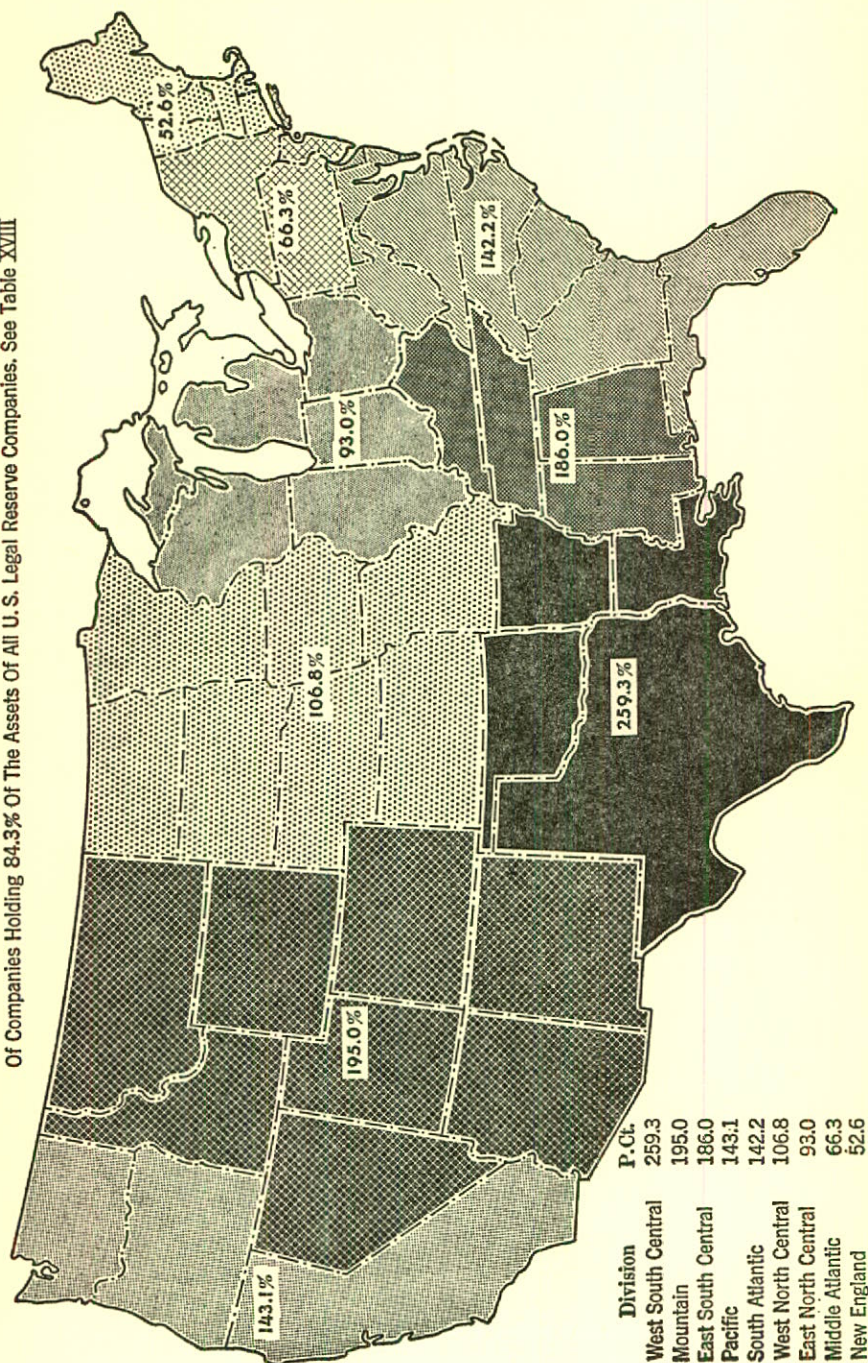 Of Companies Holding 84.3% Of The Assets Of All U.S. Legal Reserve Companies. See Table XVIII
52.6%
66.3%
142.2%
93.0%
186.0%
106.8%
259.3%
195.0%
143.1%
Division P.Ct.
West South Central 259.3
Mountain 195.0
East South Central 186.0
Pacific 143.1
South Atlantic 142.2
West North Central 106.8
East North Central 93.0
Middle Atlantic 66.3
New England 52.6